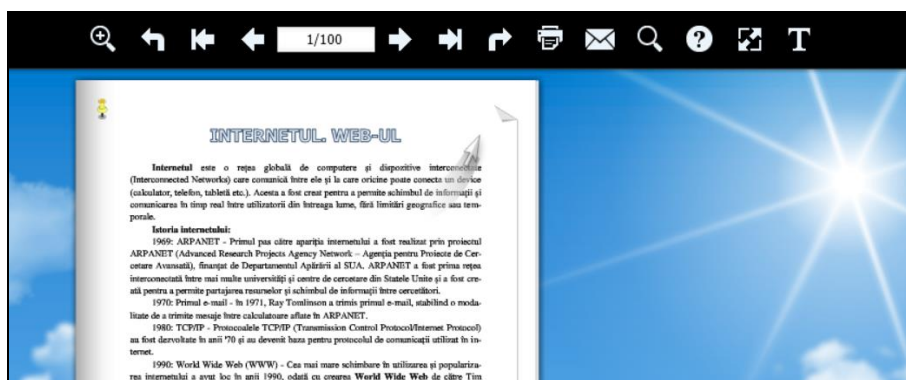 1/100
T
INTERNETUL. WEB-UL
Internetul este o rețea globală de computere și dispozitive interconectate
(Interconnected Networks) care comunică între ele și la care oricine poate conecta un device
(calculator, telefon, tabletă etc.). Acesta a fost creat pentru a permite schimbul de informații și
comunicarea în timp real între utilizatorii din întreaga lume, fără limitări geografice sau tem-
porale.
Istoria internetului:
1969: ARPANET - Primul pas către apariția internetului a fost realizat prin proiectul
ARPANET (Advanced Research Projects Agency Network – Agenția pentru Proiecte de Cer-
cetare Avansată), finanțat de Departamentul Apărării al SUA. ARPANET a fost prima rețea
interconectată între mai multe universități și centre de cercetare din Statele Unite și a fost cre-
ată pentru a permite partajarea resurselor și schimbul de informații între cercetători.
1970: Primul e-mail - în 1971, Ray Tomlinson a trimis primul e-mail, stabilind o moda-
litate de a trimite mesaje între calculatoare aflate în ARPANET.
1980: TCP/IP - Protocoalele TCP/IP (Transmission Control Protocol/Internet Protocol)
au fost dezvoltate în anii '70 și au devenit baza pentru protocolul de comunicații utilizat în in-
ternet.
1990: World Wide Web (WWW) - Cea mai mare schimbare în utilizarea și populariza-
rea internetului a avut loc în anii 1990, odată cu crearea World Wide Web de către Tim